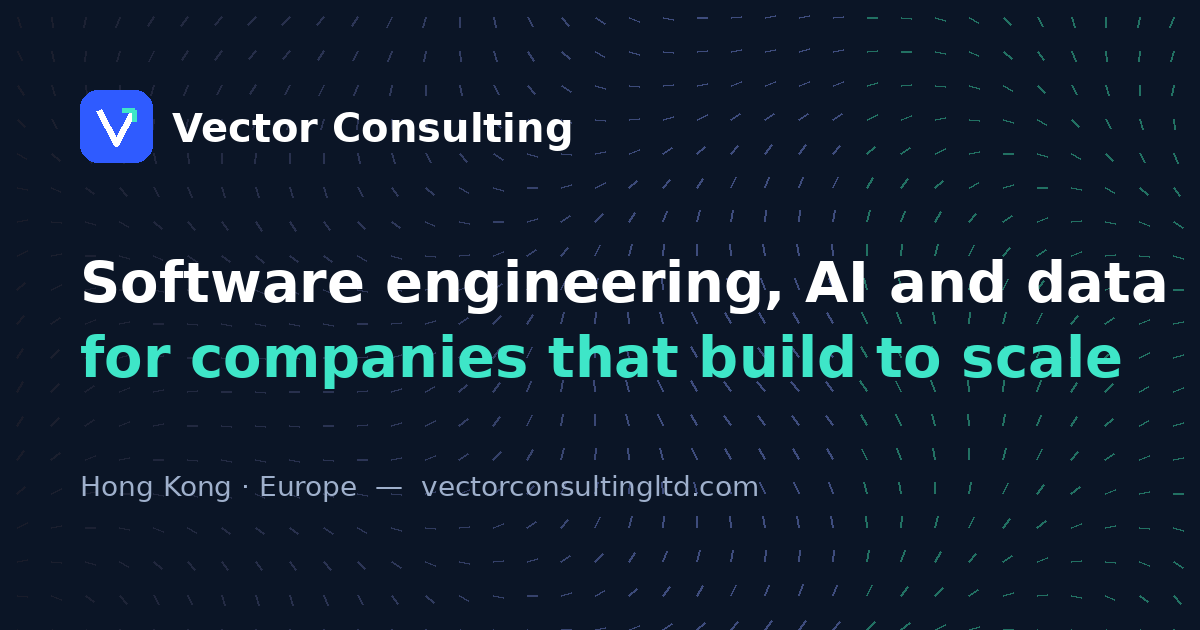 Vector Consulting
Software engineering, AI and data
for companies that build to scale
Hong Kong · Europe — vectorconsultingltd.com